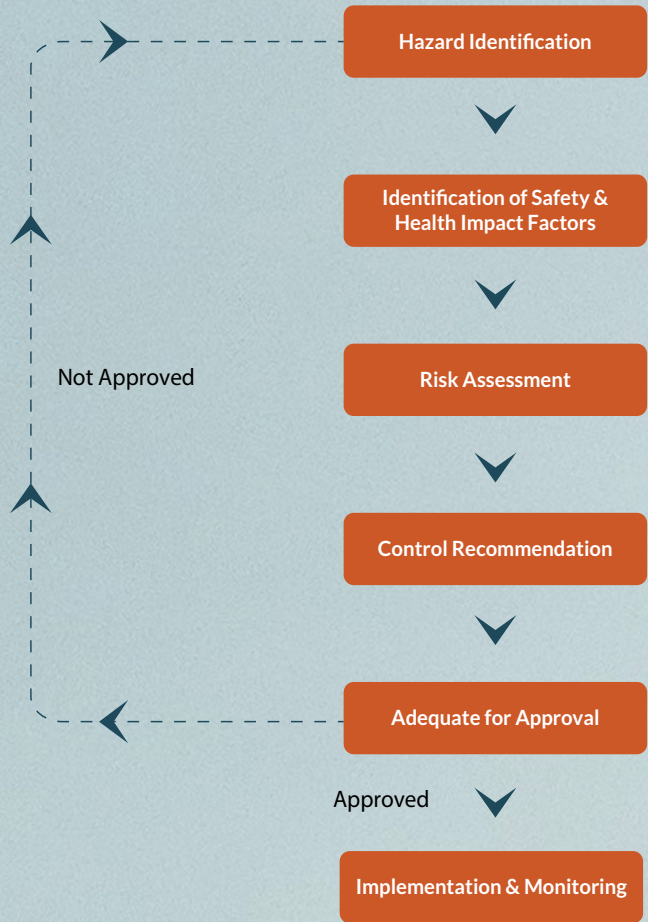 Hazard Identification
Identification of Safety &
Health Impact Factors
Not Approved
Risk Assessment
Control Recommendation
Adequate for Approval
Approved
Implementation & Monitoring